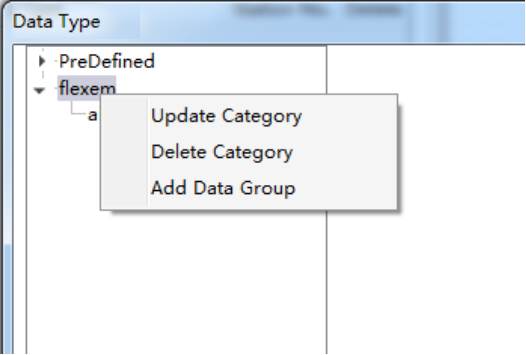 Data Type
PreDefined
flexem
a
Update Category
Delete Category
Add Data Group